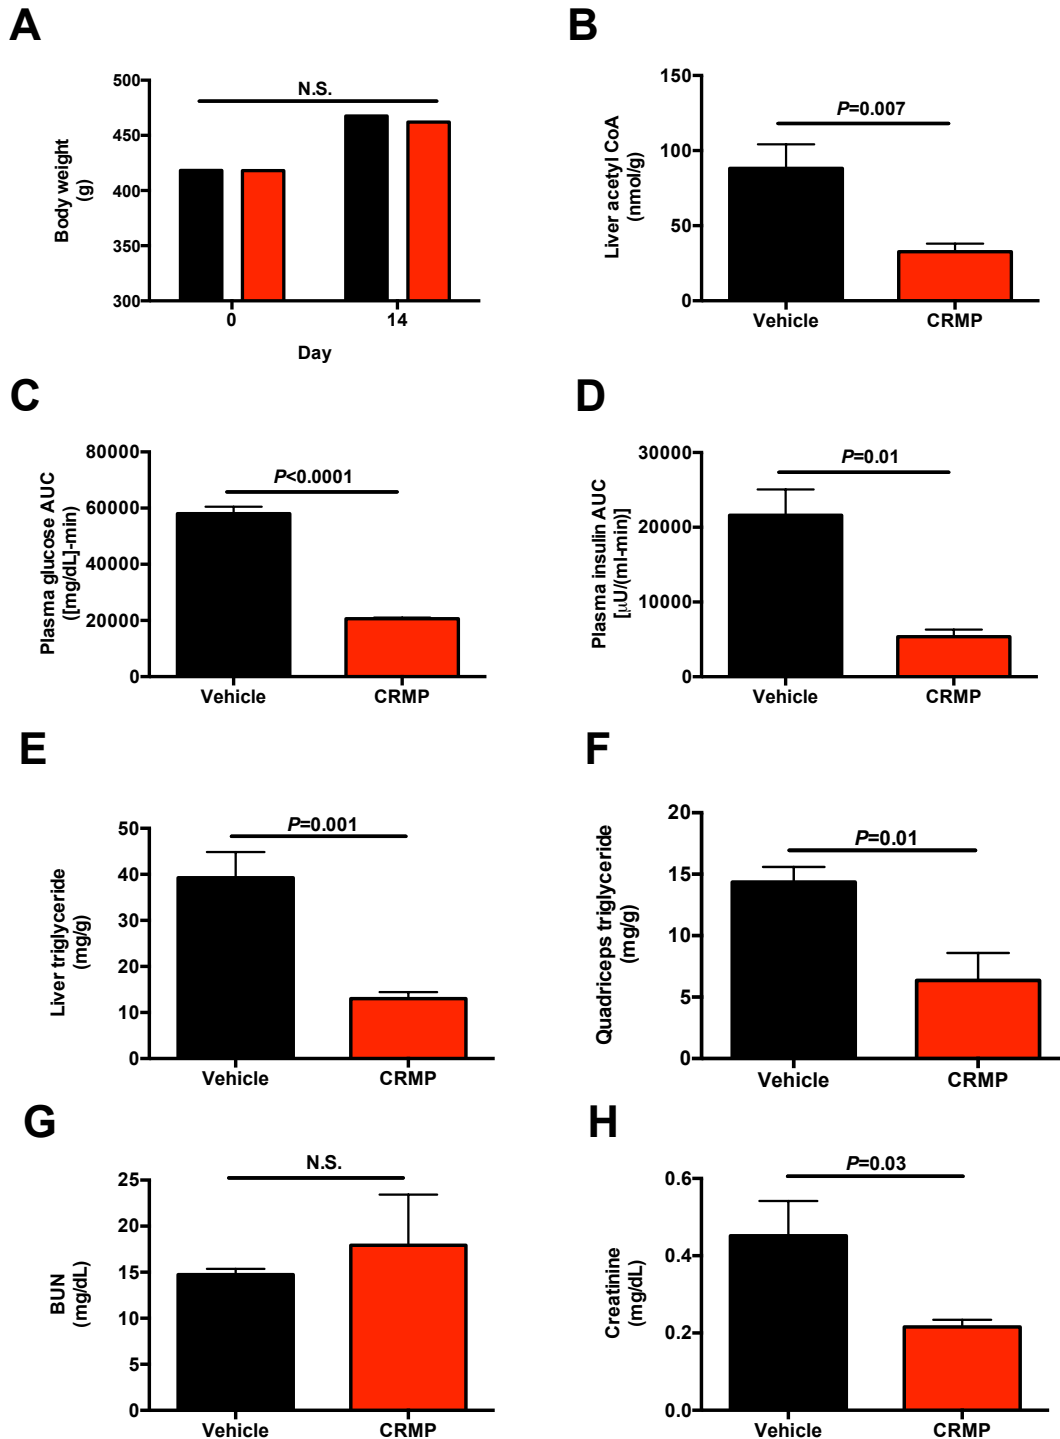 A
Body weight
(g)
500
450
400
350
300
N.S.
0
14
Day
B
Liver acetyl CoA
(nmol/g)
150
100
50
0
P=0.007
Vehicle
CRMP
C
Plasma glucose AUC
([mg/dL]-min)
80000
60000
40000
20000
0
P<0.0001
Vehicle
CRMP
D
Plasma insulin AUC
[µU/(ml-min)]
30000
20000
10000
0
P=0.01
Vehicle
CRMP
E
Liver triglyceride
(mg/g)
50
40
30
20
10
0
P=0.001
Vehicle
CRMP
F
Quadriceps triglyceride
(mg/g)
20
15
10
5
0
P=0.01
Vehicle
CRMP
G
BUN
(mg/dL)
25
20
15
10
5
0
N.S.
Vehicle
CRMP
H
Creatinine
(mg/dL)
0.6
0.4
0.2
0.0
P=0.03
Vehicle
CRMP